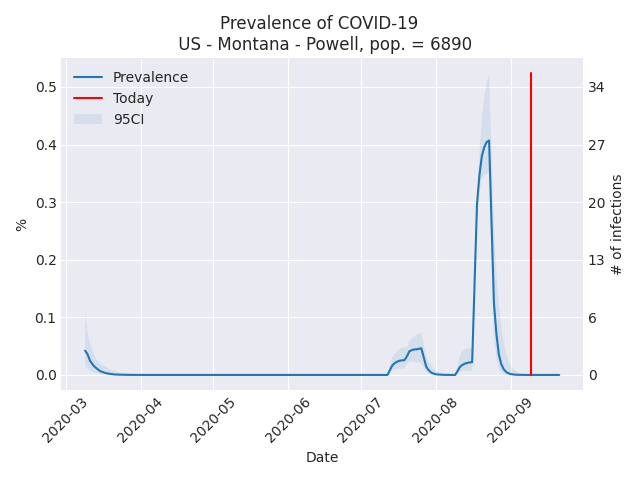 Prevalence of COVID-19
US - Montana - Powell, pop. = 6890
Prevalence
Today
95CI
0.5
0.4
0.3
0.2
0.1
0.0
%
34
27
20
13
6
0
# of infections
2020-03
2020-04
2020-05
2020-06
2020-07
2020-08
2020-09
Date